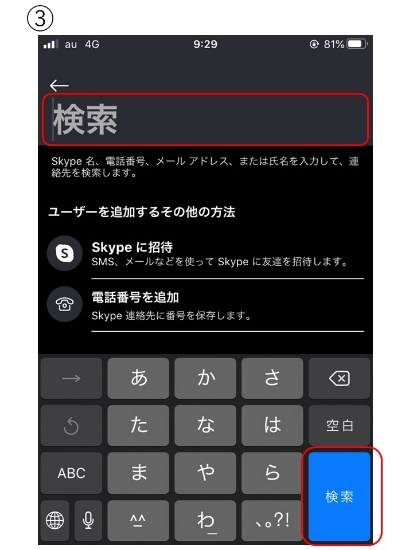 ③
au 4G 9:29 81%
検索
Skype 名、電話番号、メール アドレス、または氏名を入力して、連
絡先を検索します。
ユーザーを追加するその他の方法
Skype に招待
SMS、メールなどを使って Skype に友達を招待します。
電話番号を追加
Skype 連絡先に番号を保存します。
→ あ か さ
た な は 空白
ABC ま や ら 検索
^^ わ_ 、。?!